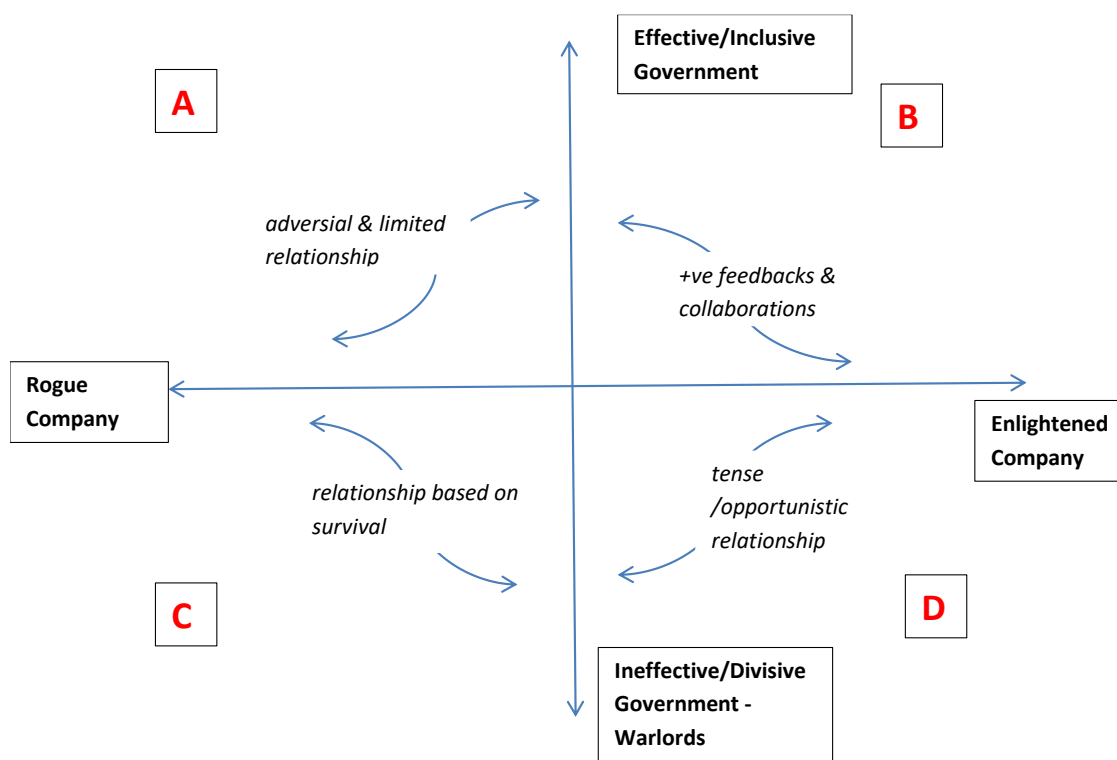 Effective/Inclusive
Government
A
B
adversial & limited
relationship
+ve feedbacks &
collaborations
Rogue
Company
Enlightened
Company
relationship based on
survival
tense
/opportunistic
relationship
C
D
Ineffective/Divisive
Government -
Warlords